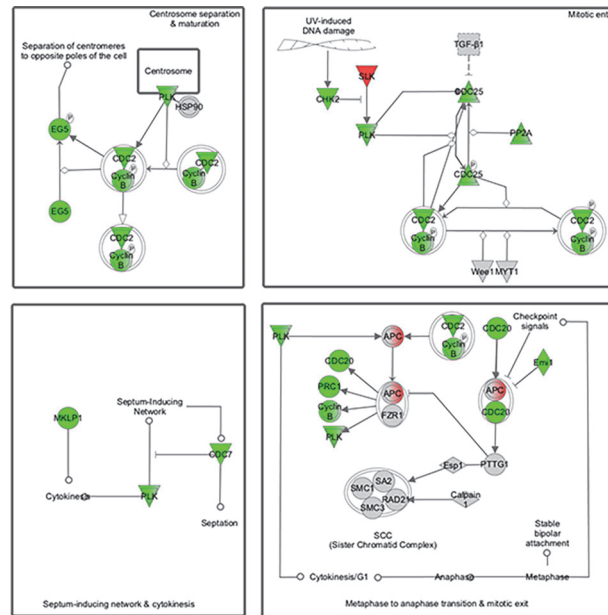 Centrosome separation
& maturation
Separation of centromeres
to opposite poles of the cell
Centrosome
PLK
HSP90
P
EG5
CDC2
P
Cyclin
B
CDC2
Cyclin
B
EG5
CDC2
P
Cyclin
B
Mitotic ent
UV-induced
DNA damage
TGF-β1
SLK
CHK2
CDC25
PLK
PP2A
P
CDC25
P
CDC2
Cyclin
B
P
CDC2
P
Cyclin
B
Wee1
MYT1
MKLP1
Septum-Inducing
Network
CDC7
Cytokinesis
PLK
Septation
Septum-inducing network & cytokinesis
PLK
APC
CDC2
P
Cyclin
B
CDC20
Checkpoint
signals
CDC20
Emi1
PRC1
APC
APC
Cyclin
B
FZR1
CDC20
PLK
Esp1
PTTG1
SA2
SMC1
RAD21
Calpain
1
SMC3
SCC
(Sister Chromatid Complex)
Stable
bipolar
attachment
Cytokinesis/G1
Anaphase
Metaphase
Metaphase to anaphase transition & mitotic exit